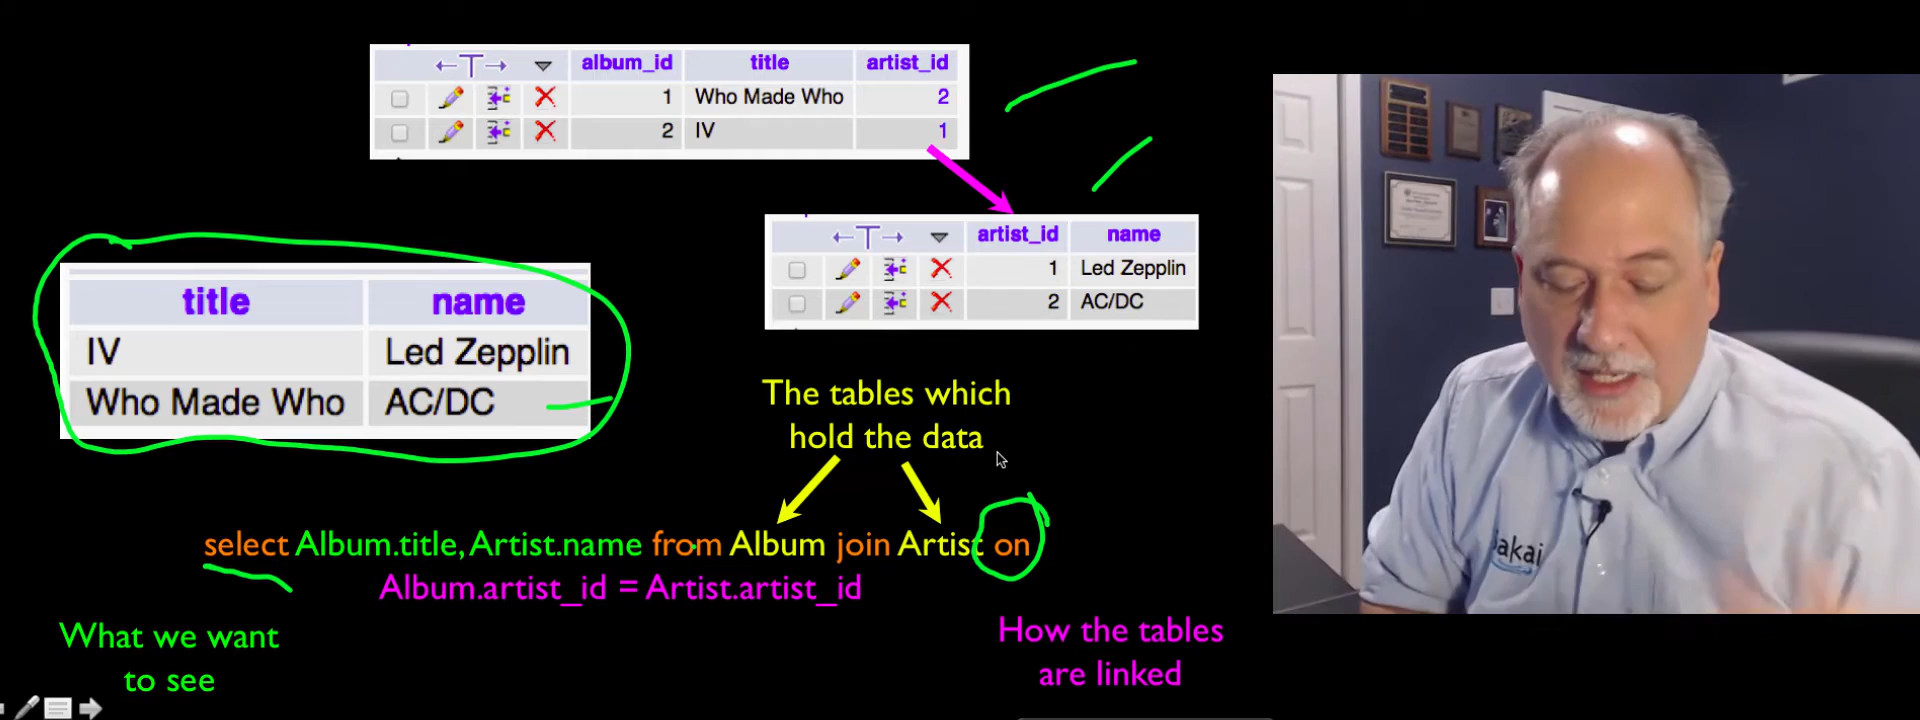 album_id title artist_id
1 Who Made Who 2
2 IV 1
artist_id name
1 Led Zepplin
2 AC/DC
title name
IV Led Zepplin
Who Made Who AC/DC
The tables which
hold the data
select Album.title, Artist.name from Album join Artist on
Album.artist_id = Artist.artist_id
What we want
to see
How the tables
are linked
Sakai